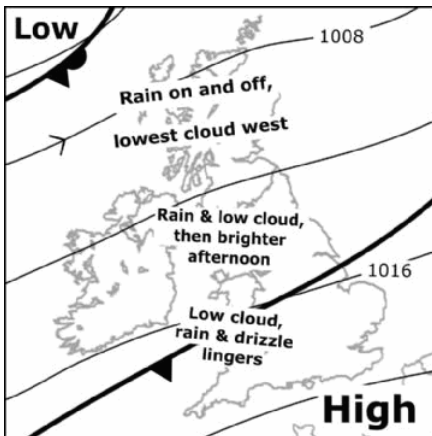 Low
1008
Rain on and off,
lowest cloud west
Rain & low cloud,
then brighter
afternoon
1016
Low cloud,
rain & drizzle
lingers
High